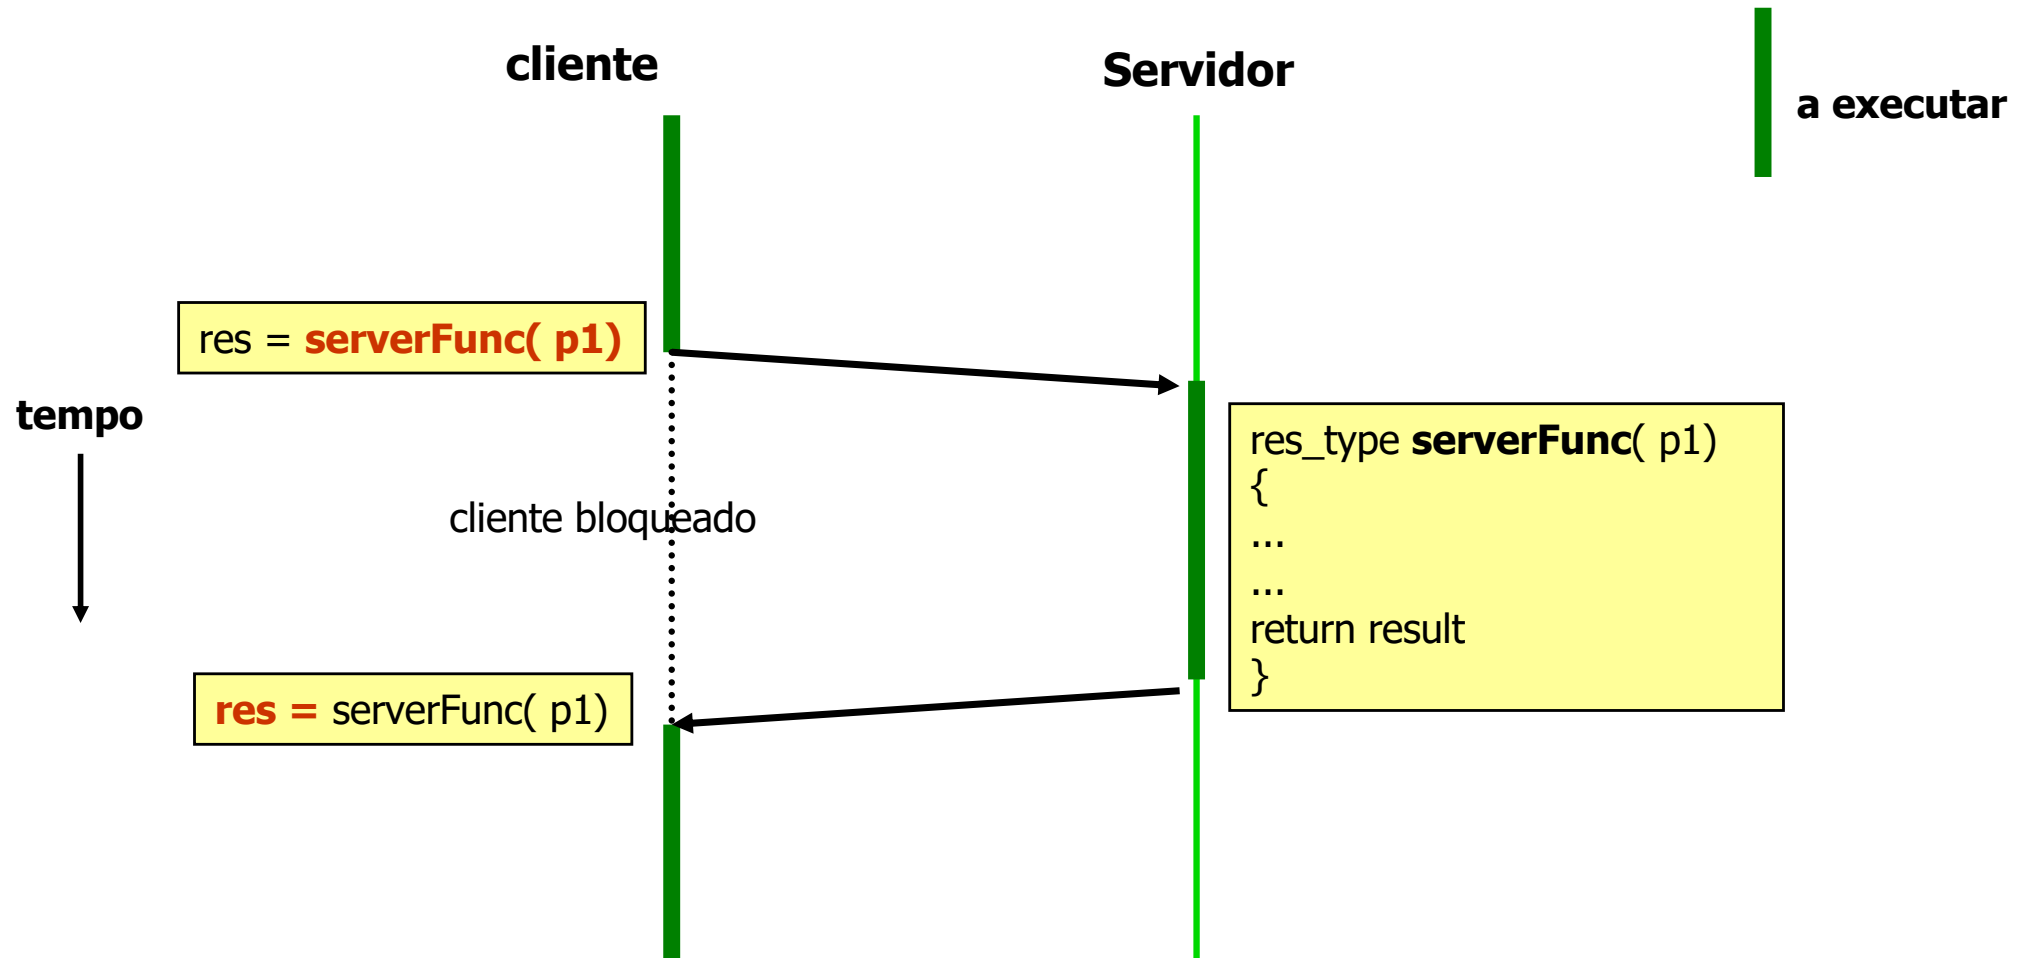 cliente
Servidor
a executar
res = serverFunc( p1)
tempo
cliente bloqueado
res_type serverFunc( p1)
{
...
...
return result
}
res = serverFunc( p1)